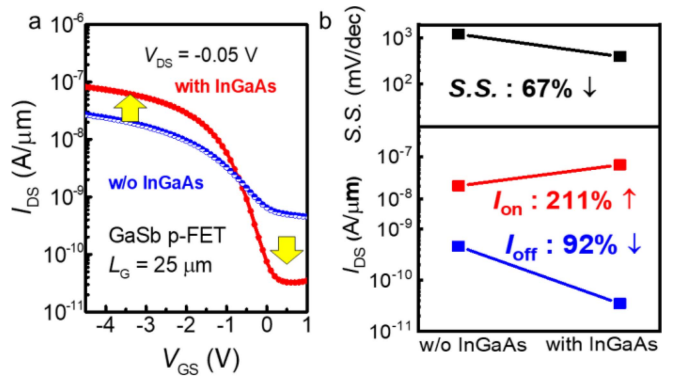 a
10⁻⁶
10⁻⁷
10⁻⁸
10⁻⁹
10⁻¹⁰
10⁻¹¹
I_DS (A/μm)
V_DS = -0.05 V
with InGaAs
w/o InGaAs
GaSb p-FET
L_G = 25 μm
-4 -3 -2 -1 0 1
V_GS (V)
b
10³
10²
S.S. (mV/dec)
S.S. : 67% ↓
10⁻⁷
10⁻⁸
10⁻⁹
10⁻¹⁰
10⁻¹¹
I_DS (A/μm)
I_on : 211% ↑
I_off : 92% ↓
w/o InGaAs with InGaAs